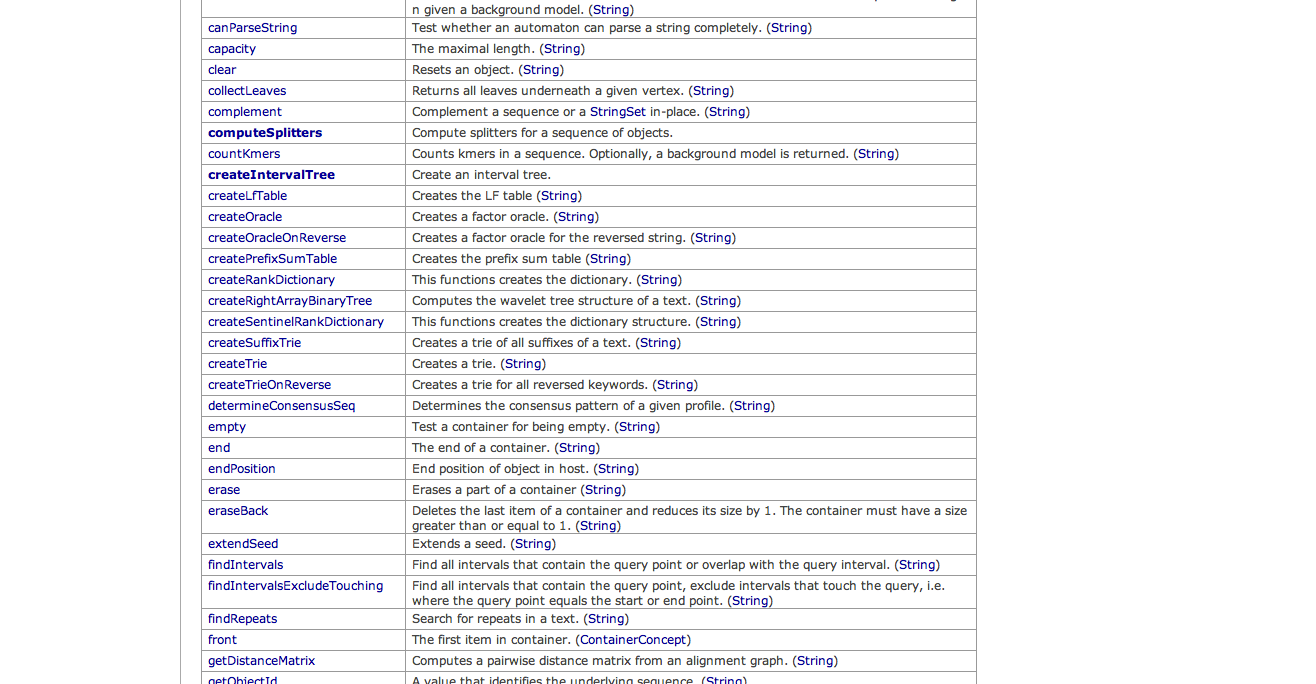 n given a background model. (String)
canParseString Test whether an automaton can parse a string completely. (String)
capacity The maximal length. (String)
clear Resets an object. (String)
collectLeaves Returns all leaves underneath a given vertex. (String)
complement Complement a sequence or a StringSet in-place. (String)
computeSplitters Compute splitters for a sequence of objects.
countKmers Counts kmers in a sequence. Optionally, a background model is returned. (String)
createIntervalTree Create an interval tree.
createLfTable Creates the LF table (String)
createOracle Creates a factor oracle. (String)
createOracleOnReverse Creates a factor oracle for the reversed string. (String)
createPrefixSumTable Creates the prefix sum table (String)
createRankDictionary This functions creates the dictionary. (String)
createRightArrayBinaryTree Computes the wavelet tree structure of a text. (String)
createSentinelRankDictionary This functions creates the dictionary structure. (String)
createSuffixTrie Creates a trie of all suffixes of a text. (String)
createTrie Creates a trie. (String)
createTrieOnReverse Creates a trie for all reversed keywords. (String)
determineConsensusSeq Determines the consensus pattern of a given profile. (String)
empty Test a container for being empty. (String)
end The end of a container. (String)
endPosition End position of object in host. (String)
erase Erases a part of a container (String)
eraseBack Deletes the last item of a container and reduces its size by 1. The container must have a size
greater than or equal to 1. (String)
extendSeed Extends a seed. (String)
findIntervals Find all intervals that contain the query point or overlap with the query interval. (String)
findIntervalsExcludeTouching Find all intervals that contain the query point, exclude intervals that touch the query, i.e.
where the query point equals the start or end point. (String)
findRepeats Search for repeats in a text. (String)
front The first item in container. (ContainerConcept)
getDistanceMatrix Computes a pairwise distance matrix from an alignment graph. (String)
getObjectId A value that identifies the underlying sequence. (String)